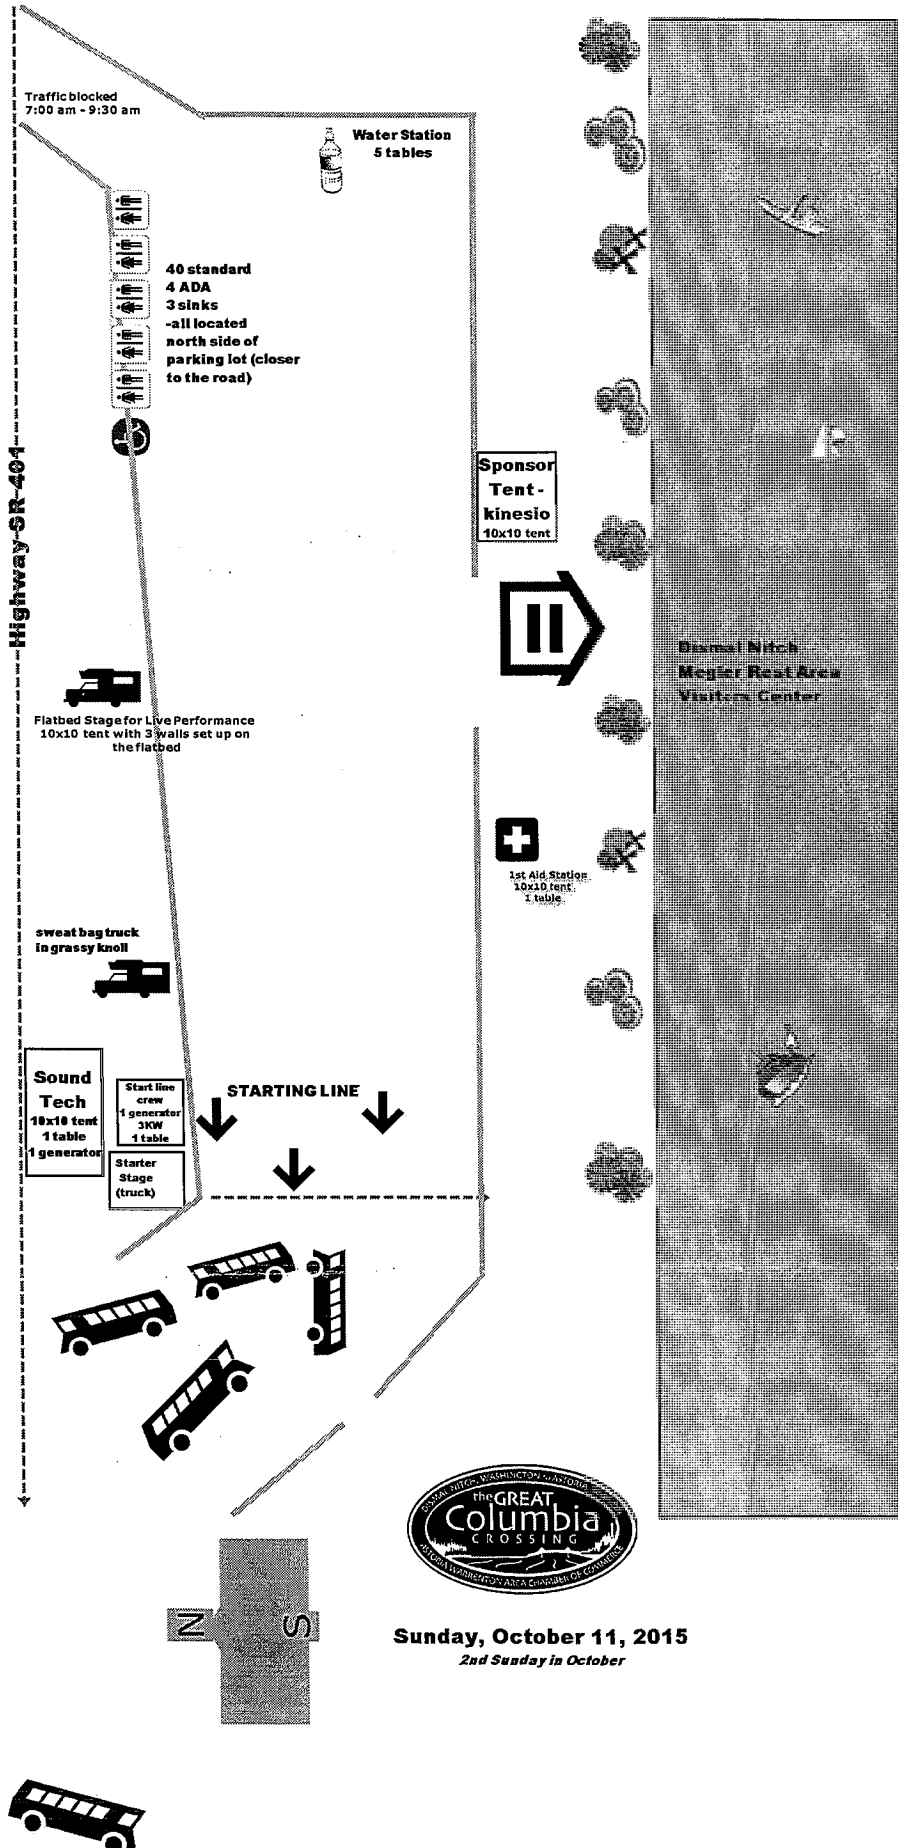 Traffic blocked
7:00 am - 9:30 am
Water Station
5 tables
40 standard
4 ADA
3 sinks
-all located
north side of
parking lot (closer
to the road)
Highway SR 401
Sponsor
Tent -
kinesio
10x10 tent
Dismal Nitch
Megler Rest Area
Visitors Center
Flatbed Stage for Live Performance
10x10 tent with 3 walls set up on
the flatbed
1st Aid Station
10x10 tent
1 table
sweat bag truck
in grassy knoll
Sound
Tech
10x10 tent
1 table
1 generator
Start line
crew
1 generator
3KW
1 table
STARTING LINE
Starter
Stage
(truck)
DISMAL NITCH, WASHINGTON to ASTORIA
the GREAT
Columbia
CROSSING
ASTORIA WARRENTON AREA CHAMBER OF COMMERCE
N S
Sunday, October 11, 2015
2nd Sunday in October